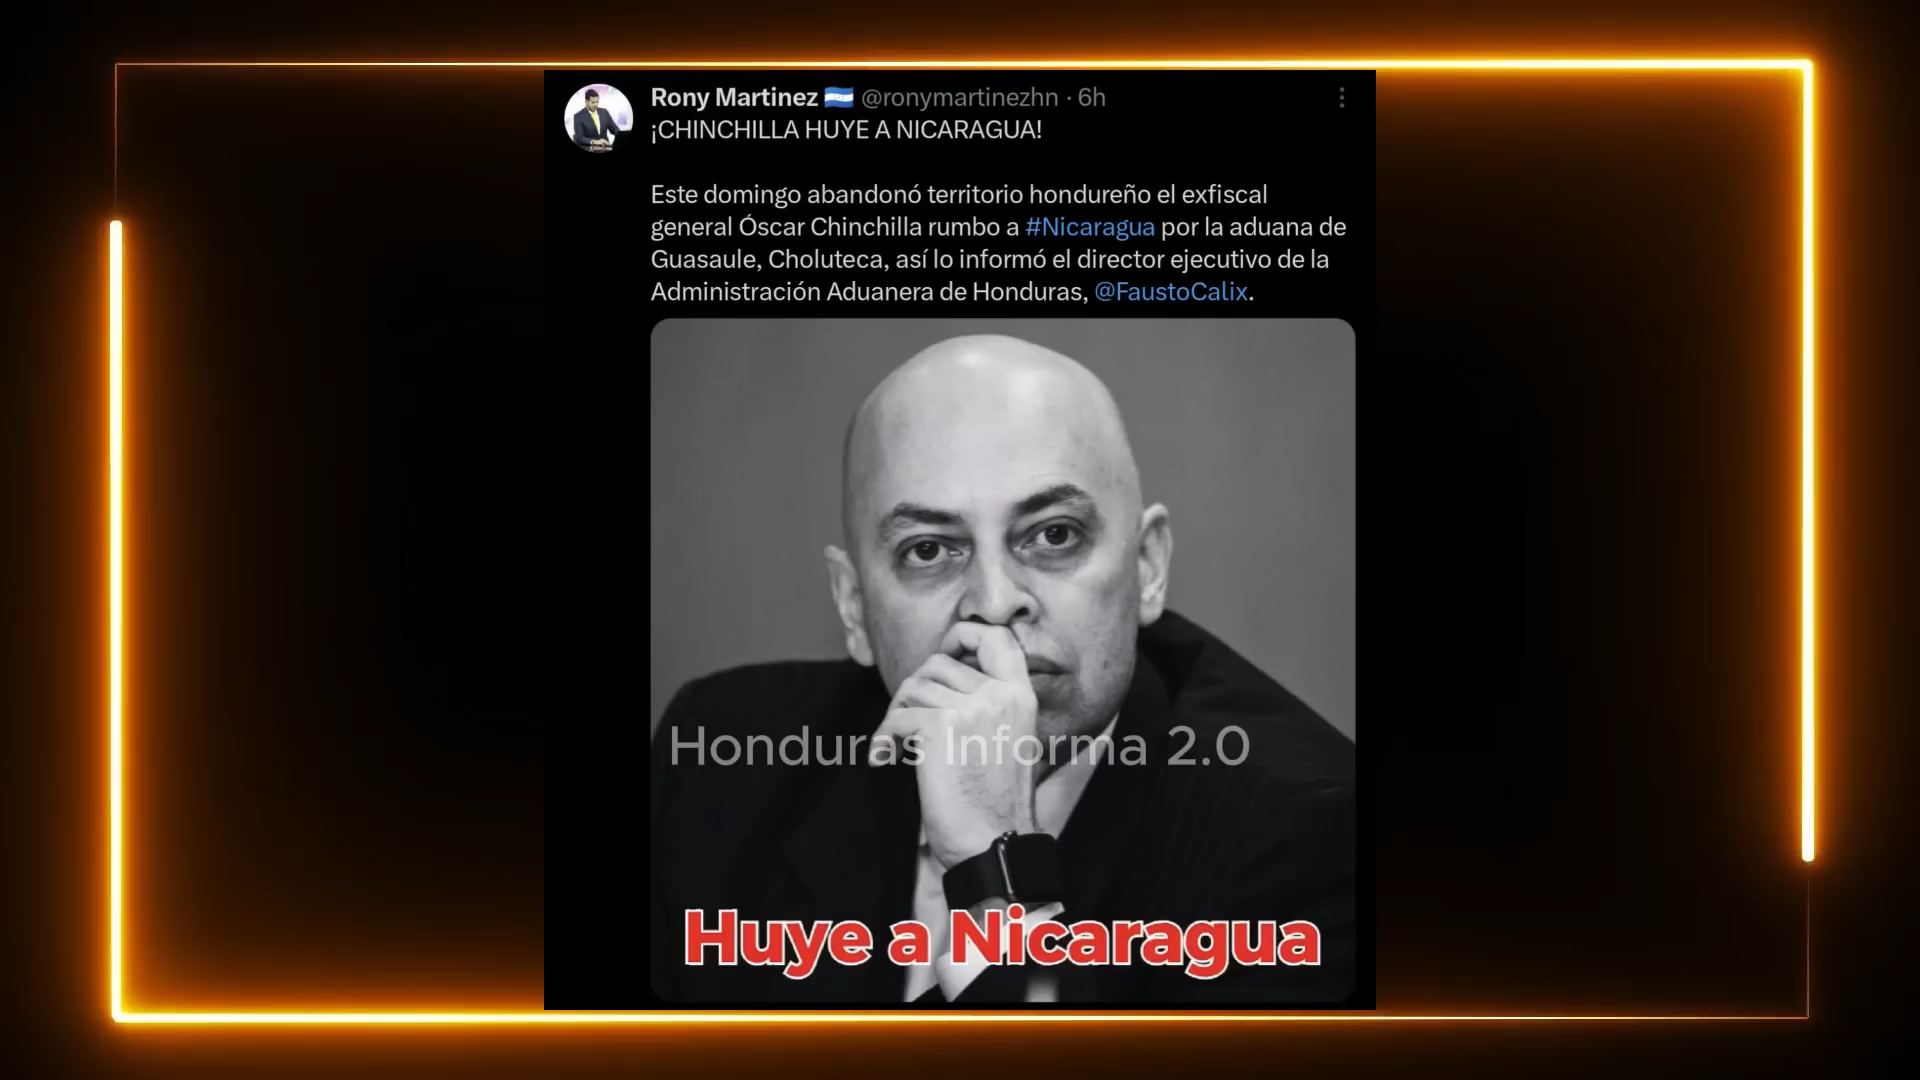 Rony Martinez 🇭🇳 @ronymartinezhn · 6h
¡CHINCHILLA HUYE A NICARAGUA!
Este domingo abandonó territorio hondureño el exfiscal
general Óscar Chinchilla rumbo a #Nicaragua por la aduana de
Guasaule, Choluteca, así lo informó el director ejecutivo de la
Administración Aduanera de Honduras, @FaustoCalix.
Honduras Informa 2.0
Huye a Nicaragua